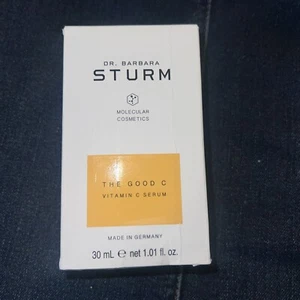 DR. BARBARA
STURM
MOLECULAR
COSMETICS
THE GOOD C
VITAMIN C SERUM
MADE IN GERMANY
30 mL ℮ net 1.01 fl. oz.